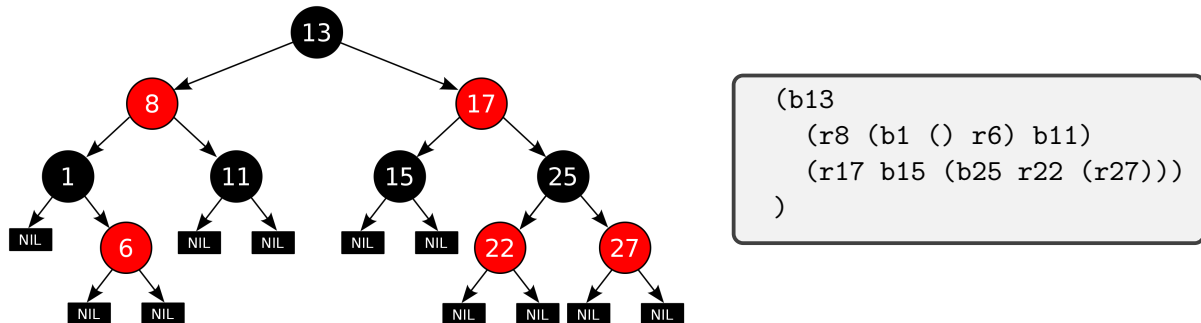 13
8 17
1 11 15 25
NIL NIL NIL NIL NIL
6 22 27
NIL NIL NIL NIL NIL NIL
(b13
  (r8 (b1 () r6) b11)
  (r17 b15 (b25 r22 (r27)))
)